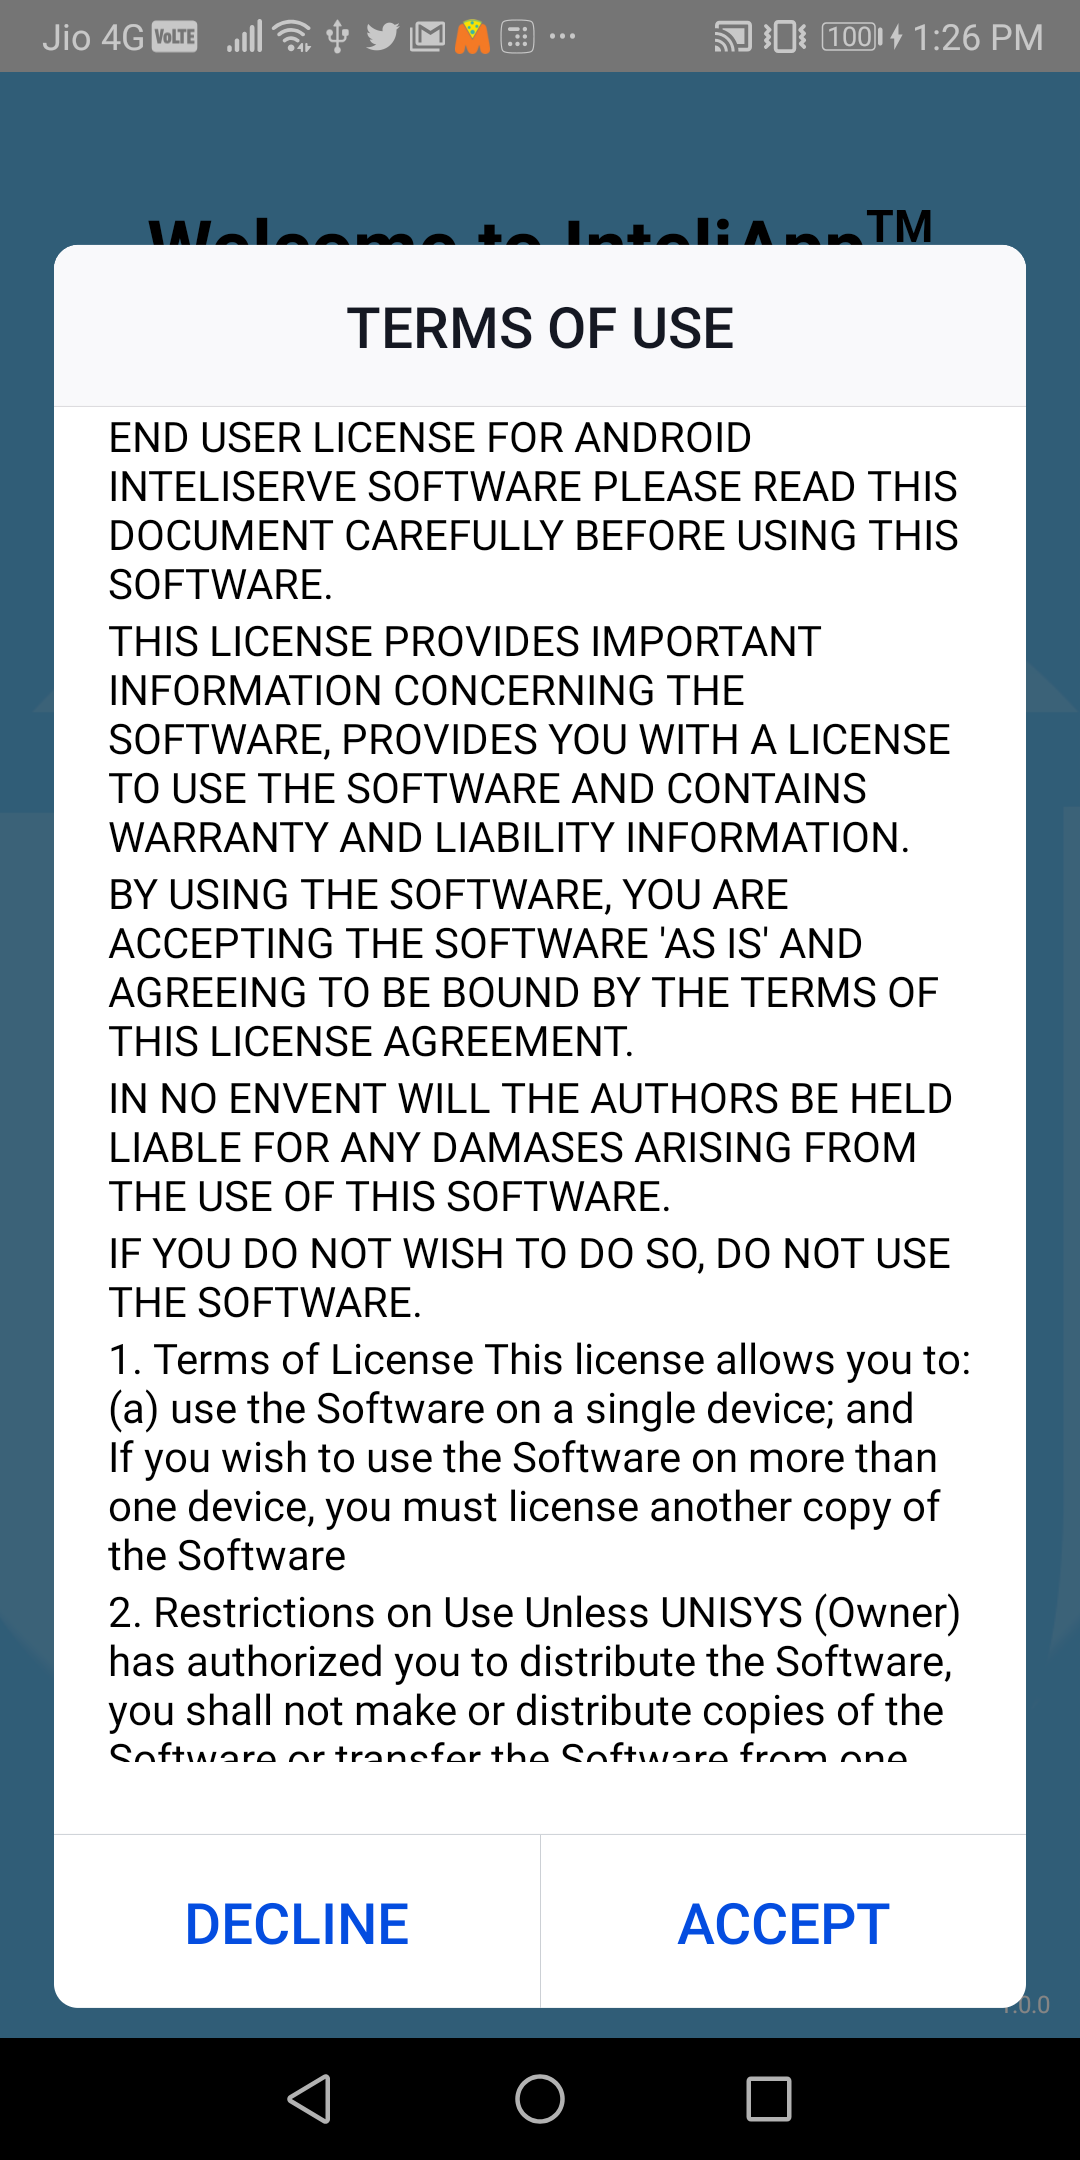 Jio 4G VoLTE 100 1:26 PM
Welcome to InteliApp™
TERMS OF USE
END USER LICENSE FOR ANDROID
INTELISERVE SOFTWARE PLEASE READ THIS
DOCUMENT CAREFULLY BEFORE USING THIS
SOFTWARE.
THIS LICENSE PROVIDES IMPORTANT
INFORMATION CONCERNING THE
SOFTWARE, PROVIDES YOU WITH A LICENSE
TO USE THE SOFTWARE AND CONTAINS
WARRANTY AND LIABILITY INFORMATION.
BY USING THE SOFTWARE, YOU ARE
ACCEPTING THE SOFTWARE 'AS IS' AND
AGREEING TO BE BOUND BY THE TERMS OF
THIS LICENSE AGREEMENT.
IN NO ENVENT WILL THE AUTHORS BE HELD
LIABLE FOR ANY DAMASES ARISING FROM
THE USE OF THIS SOFTWARE.
IF YOU DO NOT WISH TO DO SO, DO NOT USE
THE SOFTWARE.
1. Terms of License This license allows you to:
(a) use the Software on a single device; and
If you wish to use the Software on more than
one device, you must license another copy of
the Software
2. Restrictions on Use Unless UNISYS (Owner)
has authorized you to distribute the Software,
you shall not make or distribute copies of the
Software or transfer the Software from one
DECLINE
ACCEPT
.0.0